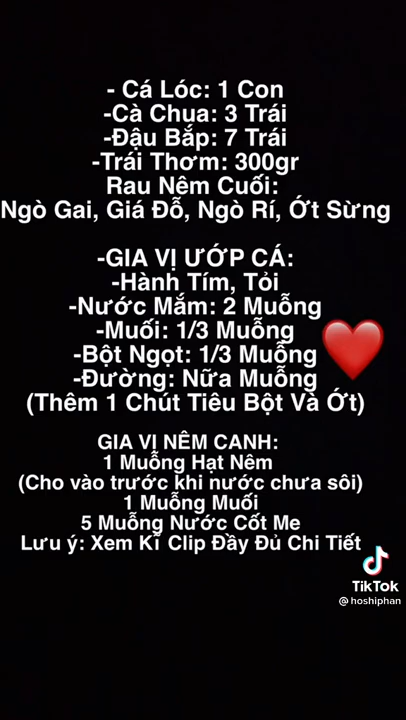 - Cá Lóc: 1 Con
-Cà Chua: 3 Trái
-Đậu Bắp: 7 Trái
-Trái Thơm: 300gr
Rau Nêm Cuối:
Ngò Gai, Giá Đỗ, Ngò Rí, Ớt Sừng
-GIA VỊ ƯỚP CÁ:
-Hành Tím, Tỏi
-Nước Mắm: 2 Muỗng
-Muối: 1/3 Muỗng
-Bột Ngọt: 1/3 Muỗng
-Đường: Nữa Muỗng
(Thêm 1 Chút Tiêu Bột Và Ớt)
GIA VỊ NÊM CANH:
1 Muỗng Hạt Nêm
(Cho vào trước khi nước chưa sôi)
1 Muỗng Muối
5 Muỗng Nước Cốt Me
Lưu ý: Xem Kĩ Clip Đầy Đủ Chi Tiết
TikTok
@hoshiphan